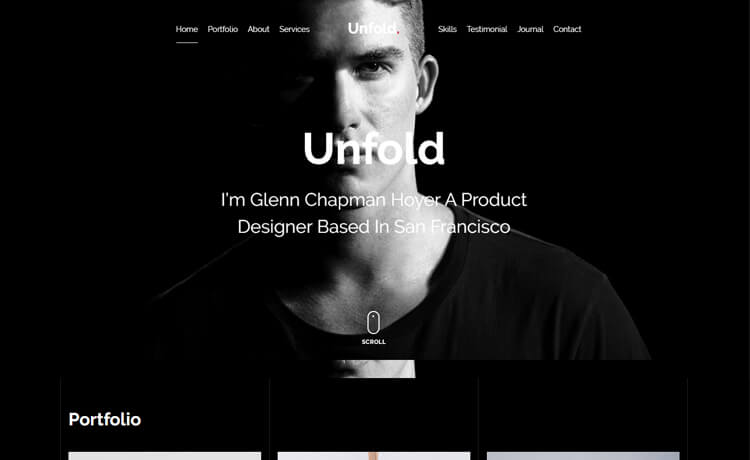 Home Portfolio About Services Unfold. Skills Testimonial Journal Contact
Unfold
I'm Glenn Chapman Hoyer A Product
Designer Based In San Francisco
SCROLL
Portfolio